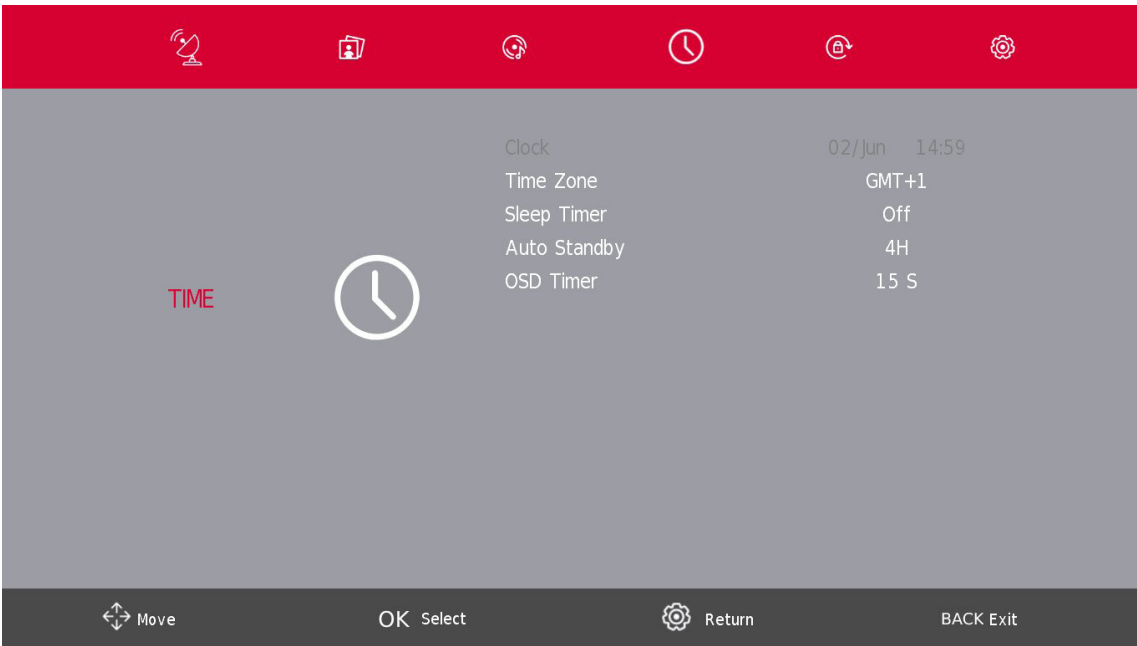 Clock 02/Jun 14:59
Time Zone GMT+1
Sleep Timer Off
Auto Standby 4H
OSD Timer 15 S
TIME
Move OK Select Return BACK Exit